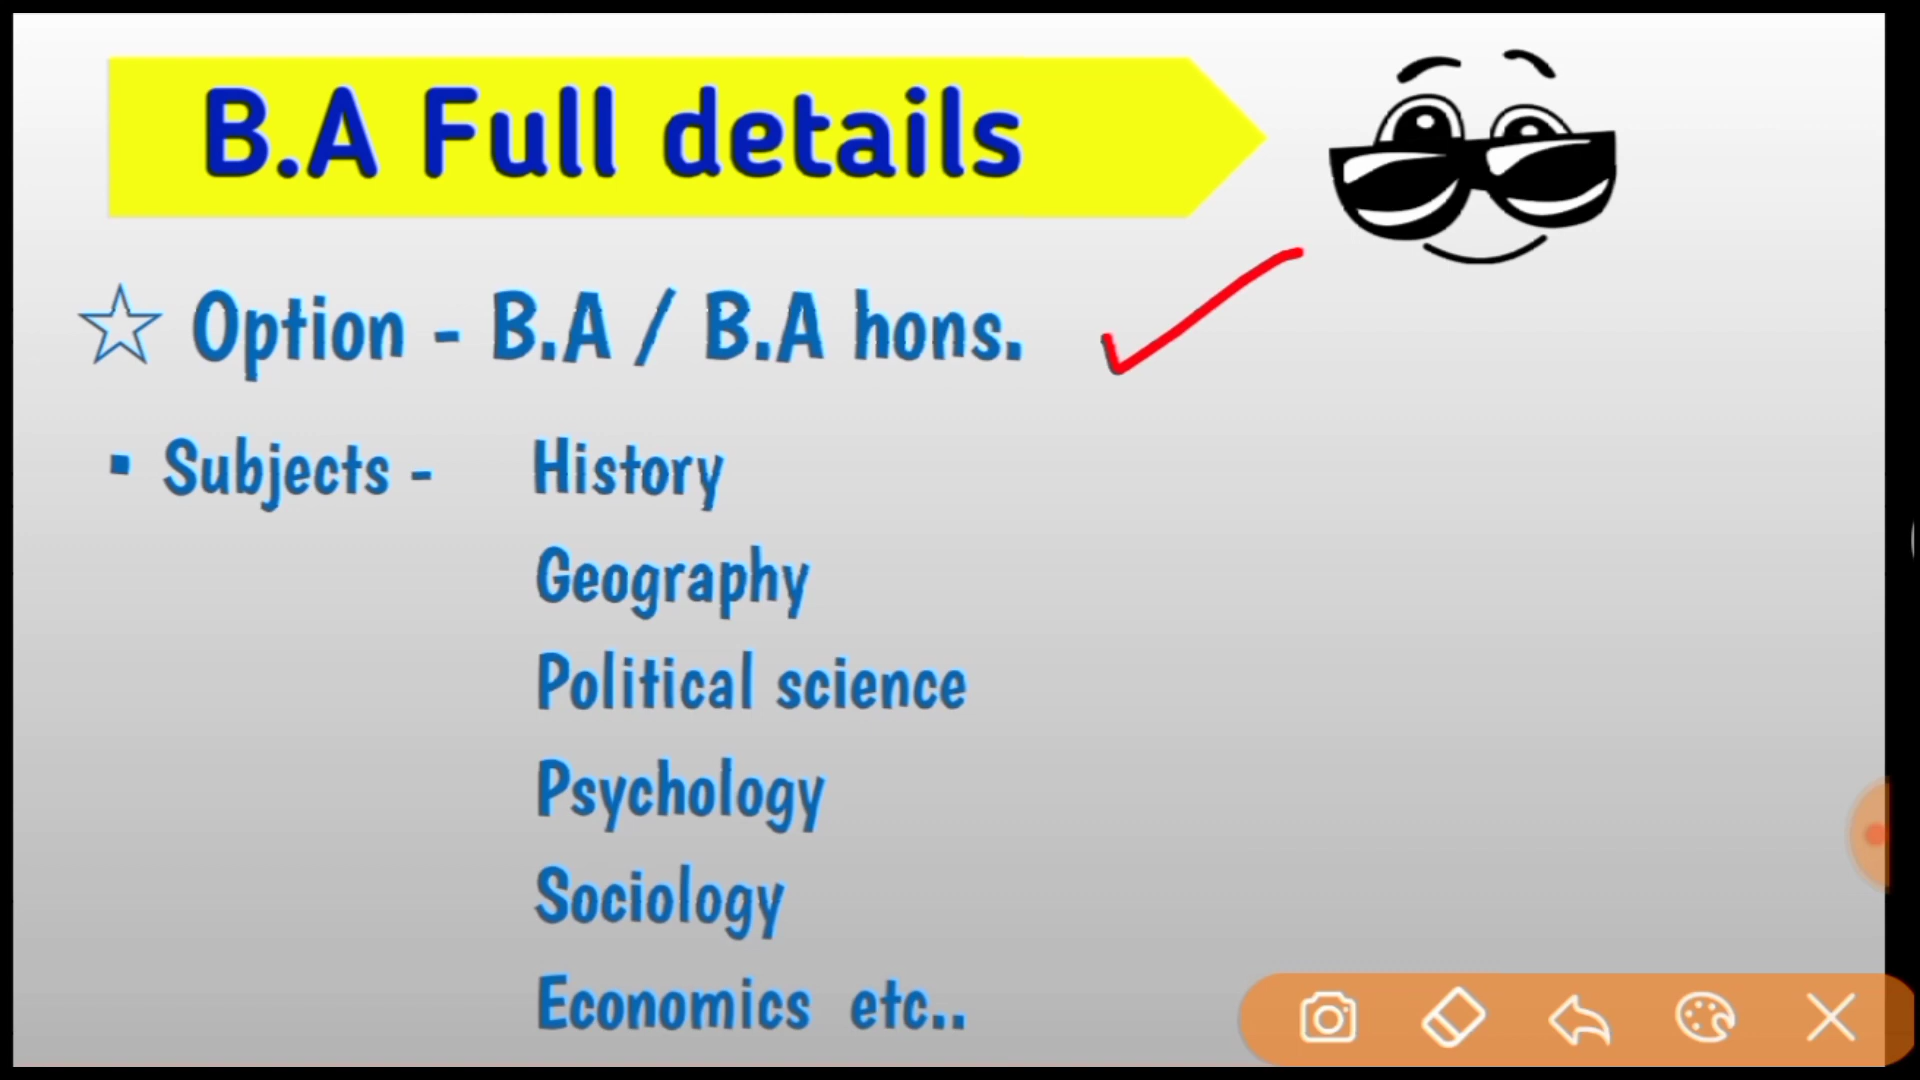 B.A Full details
☆ Option - B.A / B.A hons.
▪ Subjects - History
Geography
Political science
Psychology
Sociology
Economics etc..